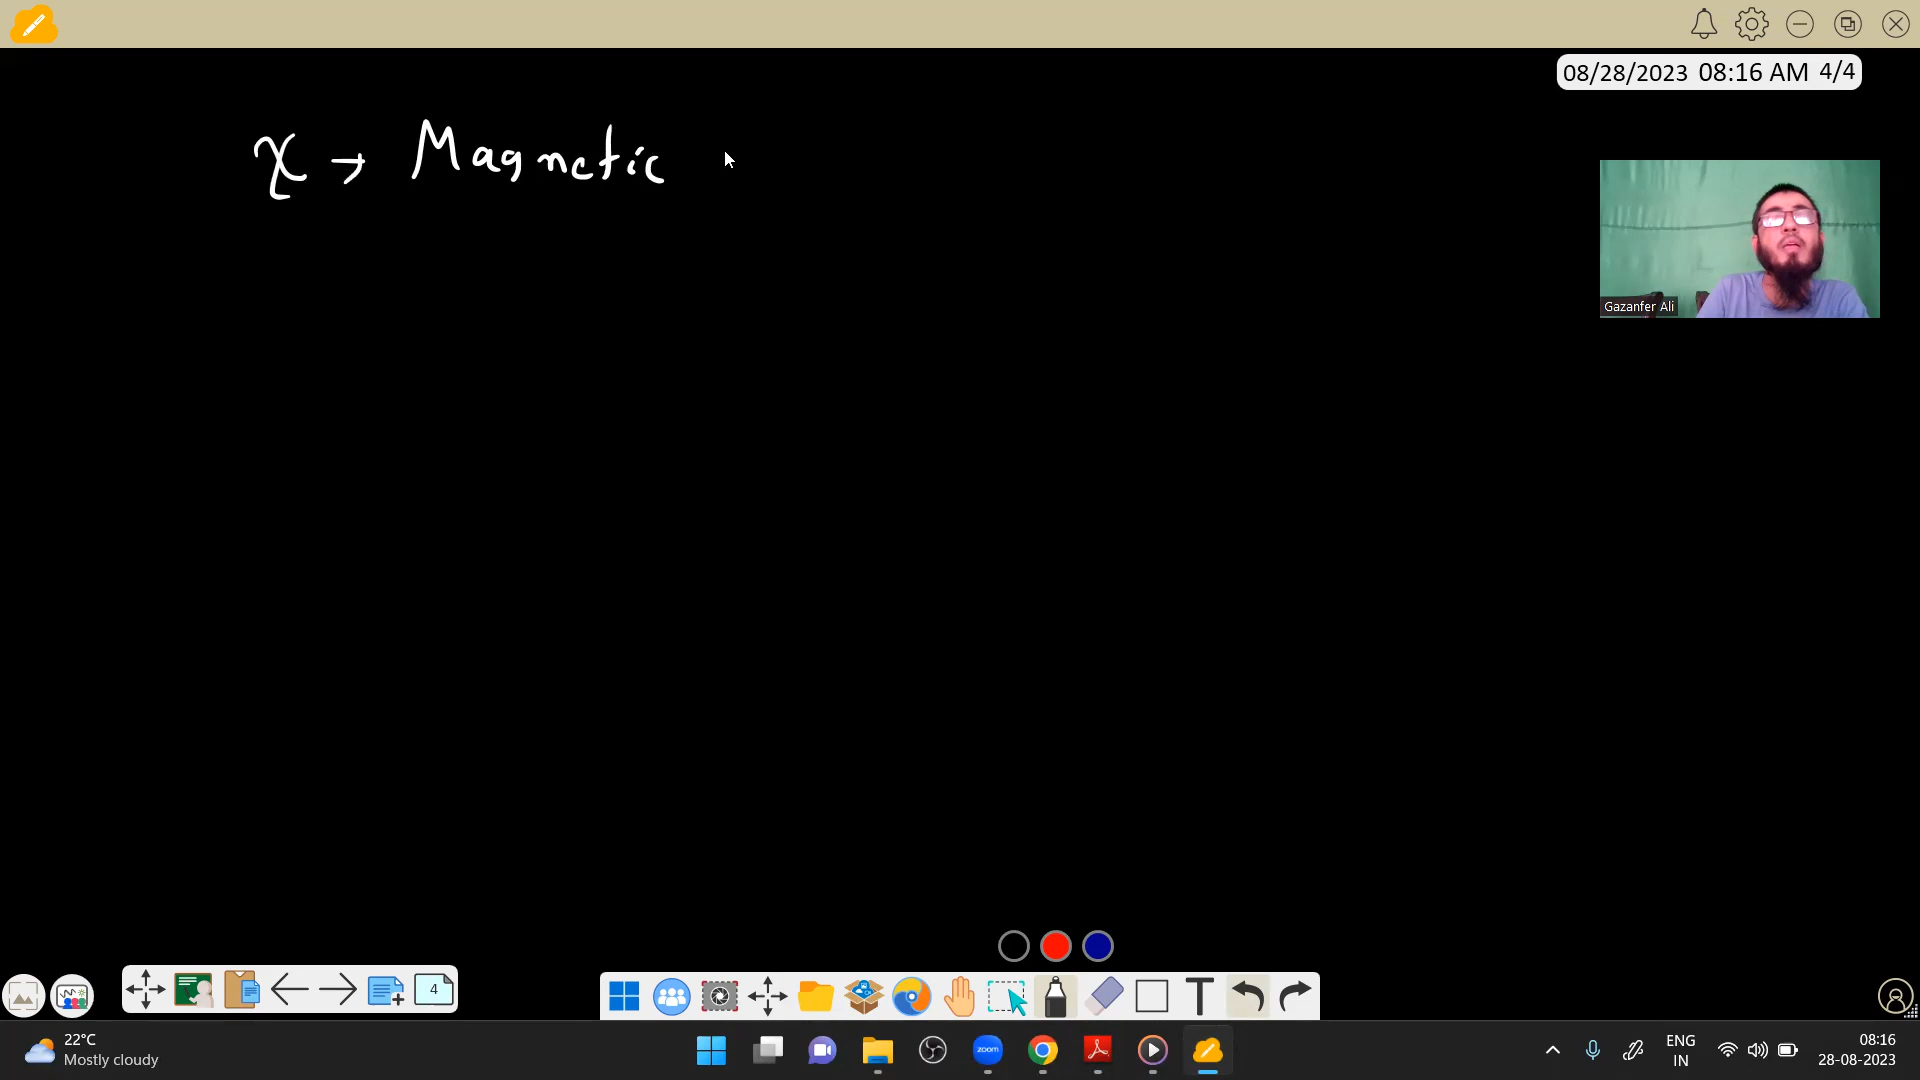 08/28/2023 08:16 AM 4/4
χ → Magnetic
Gazanfer Ali
4
22°C
Mostly cloudy
zoom
ENG
IN
08:16
28-08-2023